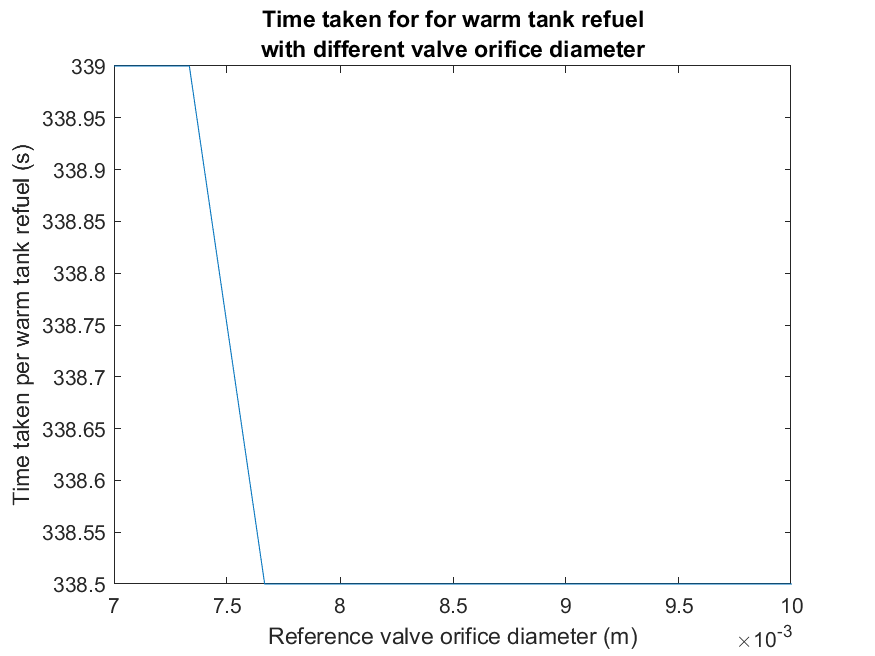 Time taken for for warm tank refuel
with different valve orifice diameter
Time taken per warm tank refuel (s)
339
338.95
338.9
338.85
338.8
338.75
338.7
338.65
338.6
338.55
338.5
7 7.5 8 8.5 9 9.5 10
Reference valve orifice diameter (m)
×10⁻³